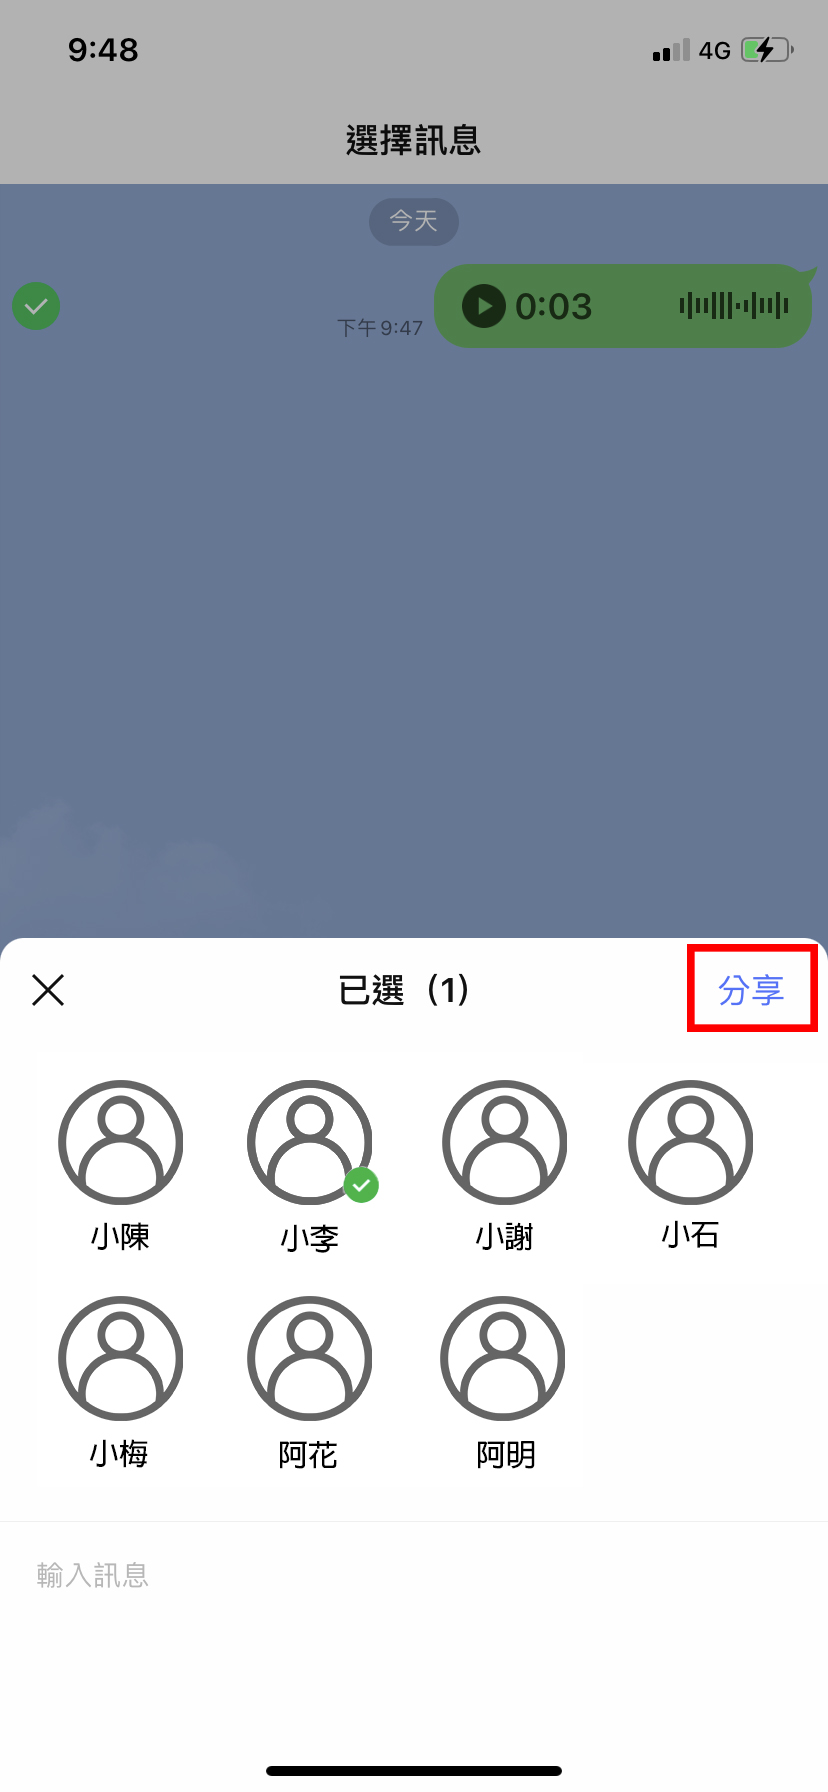 9:48
4G
選擇訊息
今天
下午 9:47
0:03
已選（1）
分享
小陳
小李
小謝
小石
小梅
阿花
阿明
輸入訊息